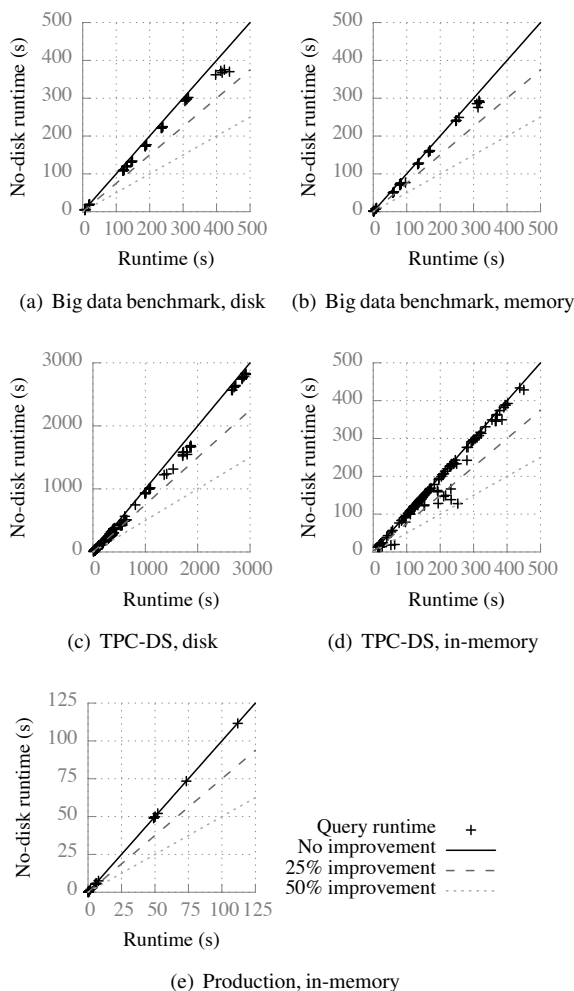 500
400
300
200
100
0
No-disk runtime (s)
0 100 200 300 400 500
Runtime (s)
(a) Big data benchmark, disk
500
400
300
200
100
0
No-disk runtime (s)
0 100 200 300 400 500
Runtime (s)
(b) Big data benchmark, memory
3000
2000
1000
0
No-disk runtime (s)
0 1000 2000 3000
Runtime (s)
(c) TPC-DS, disk
500
400
300
200
100
0
No-disk runtime (s)
0 100 200 300 400 500
Runtime (s)
(d) TPC-DS, in-memory
125
100
75
50
25
0
No-disk runtime (s)
0 25 50 75 100 125
Runtime (s)
Query runtime
No improvement
25% improvement
50% improvement
(e) Production, in-memory